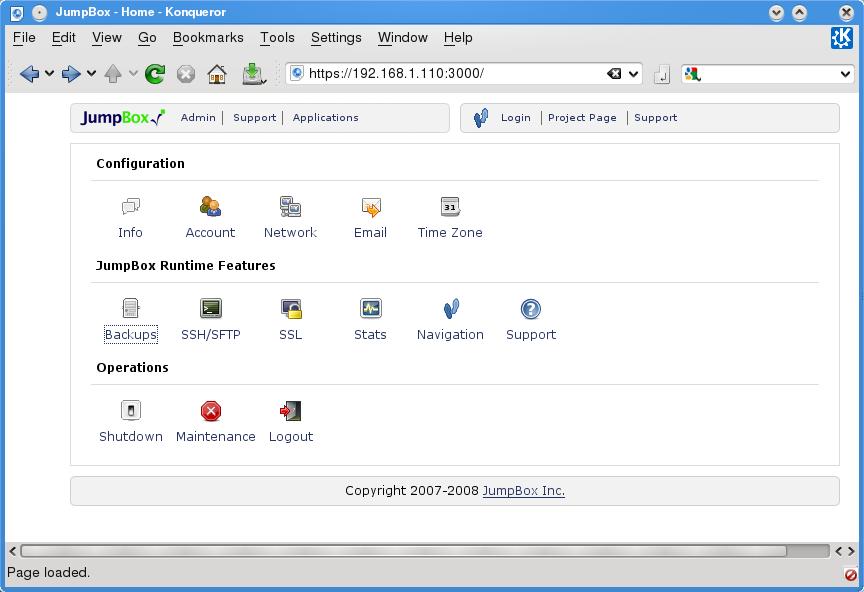 JumpBox - Home - Konqueror
File Edit View Go Bookmarks Tools Settings Window Help
https://192.168.1.110:3000/
JumpBox Admin Support Applications Login Project Page Support
Configuration
31
Info Account Network Email Time Zone
JumpBox Runtime Features
Backups SSH/SFTP SSL Stats Navigation Support
Operations
Shutdown Maintenance Logout
Copyright 2007-2008 JumpBox Inc.
Page loaded.